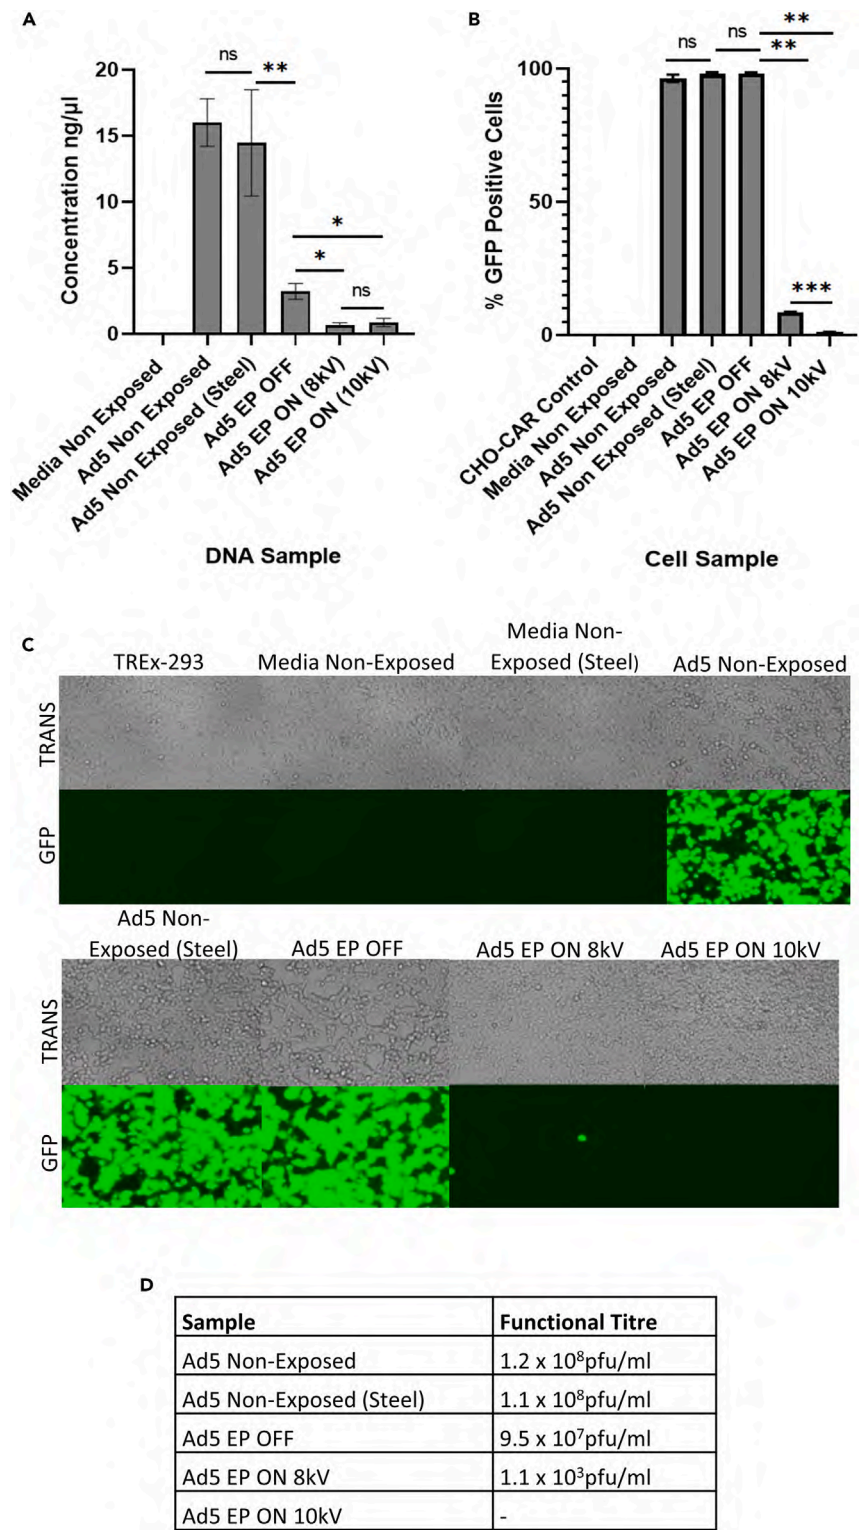 A
ns
**
20
15
10
5
0
*
*
ns
Concentration ng/µl
Media Non Exposed
Ad5 Non Exposed
Ad5 Non Exposed (Steel)
Ad5 EP OFF
Ad5 EP ON (8kV)
Ad5 EP ON (10kV)
DNA Sample
B
**
ns
ns
**
100
50
0
***
% GFP Positive Cells
CHO-CAR Control
Media Non Exposed
Ad5 Non Exposed
Ad5 Non Exposed (Steel)
Ad5 EP OFF
Ad5 EP ON 8kV
Ad5 EP ON 10kV
Cell Sample
C
TREx-293
Media Non-Exposed
Media Non-
Exposed (Steel)
Ad5 Non-Exposed
TRANS
GFP
Ad5 Non-
Exposed (Steel)
Ad5 EP OFF
Ad5 EP ON 8kV
Ad5 EP ON 10kV
TRANS
GFP
D
Sample Functional Titre
Ad5 Non-Exposed 1.2 x 10⁸pfu/ml
Ad5 Non-Exposed (Steel) 1.1 x 10⁸pfu/ml
Ad5 EP OFF 9.5 x 10⁷pfu/ml
Ad5 EP ON 8kV 1.1 x 10³pfu/ml
Ad5 EP ON 10kV -